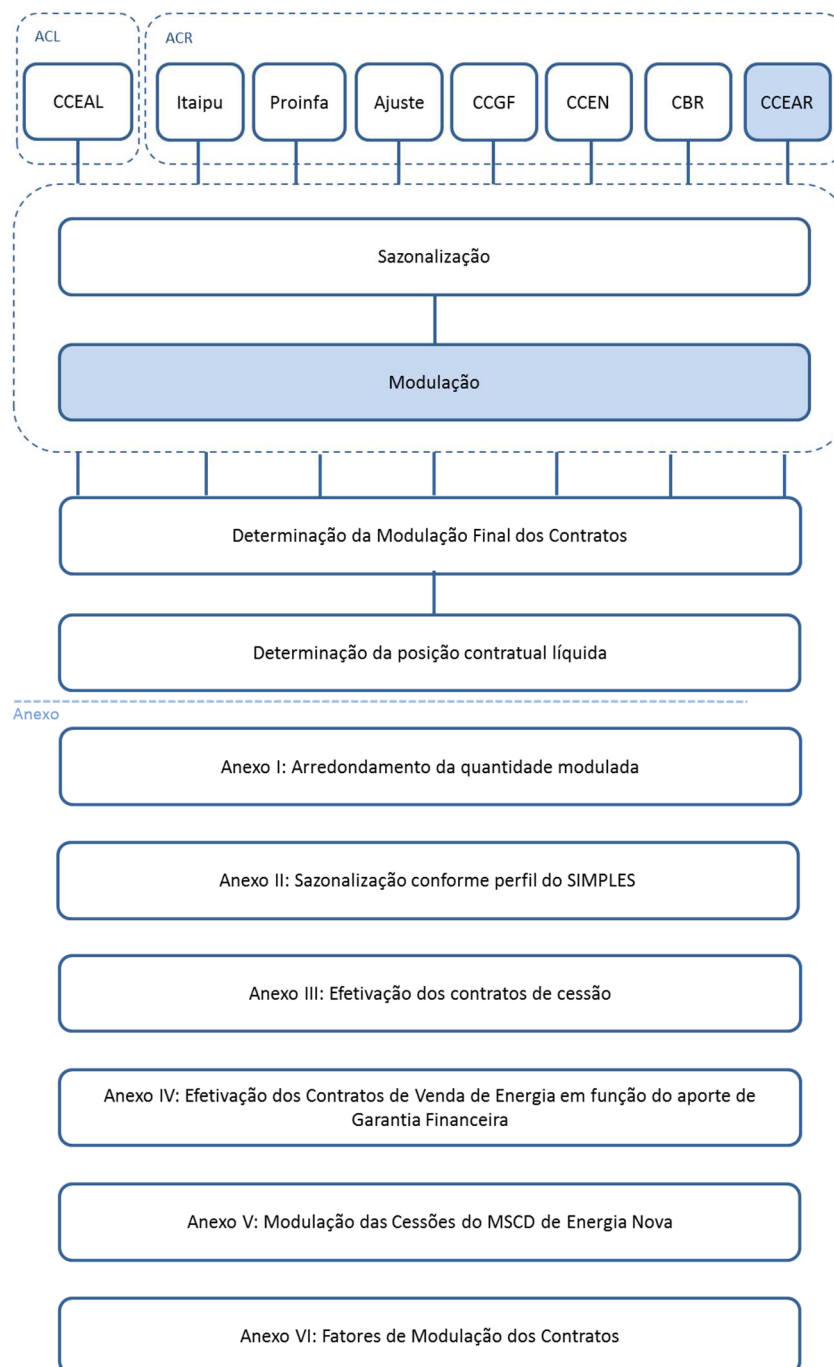 ACL
ACR
CCEAL
Itaipu
Proinfa
Ajuste
CCGF
CCEN
CBR
CCEAR
Sazonalização
Modulação
Determinação da Modulação Final dos Contratos
Determinação da posição contratual líquida
Anexo
Anexo I: Arredondamento da quantidade modulada
Anexo II: Sazonalização conforme perfil do SIMPLES
Anexo III: Efetivação dos contratos de cessão
Anexo IV: Efetivação dos Contratos de Venda de Energia em função do aporte de
Garantia Financeira
Anexo V: Modulação das Cessões do MSCD de Energia Nova
Anexo VI: Fatores de Modulação dos Contratos